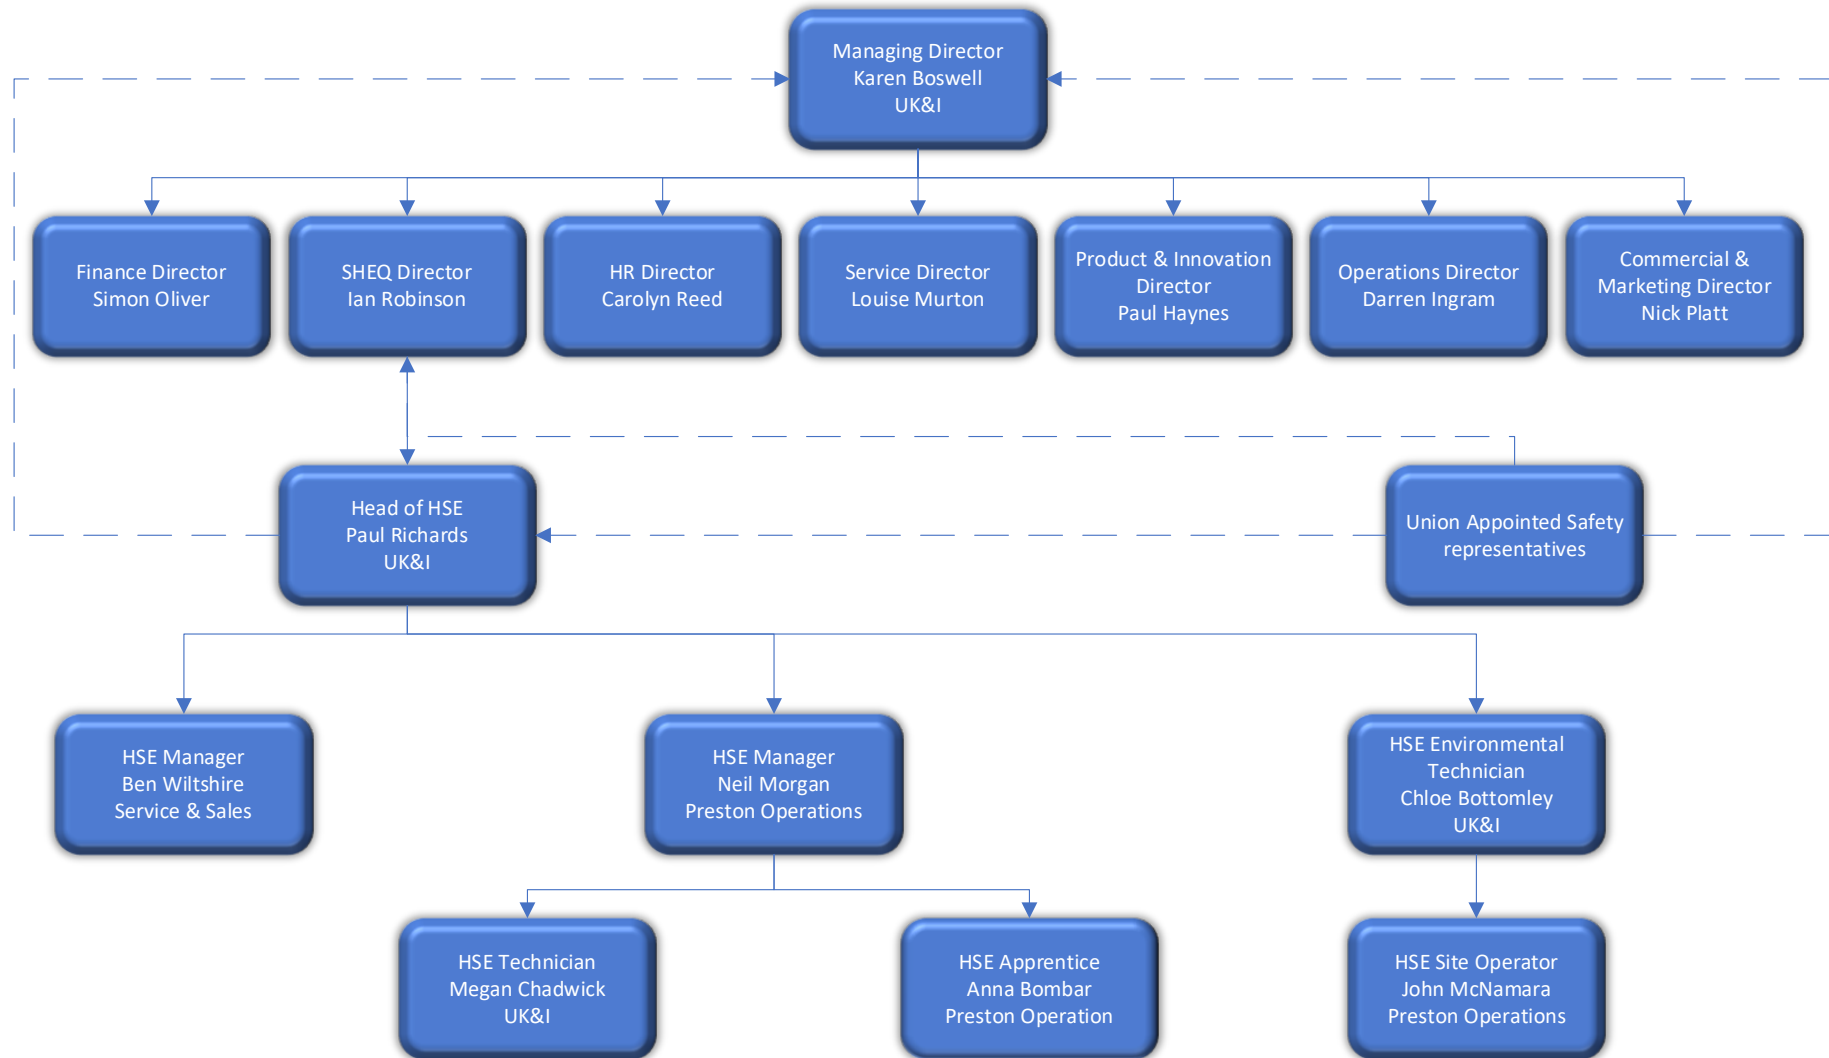 Managing Director
Karen Boswell
UK&I
Finance Director
Simon Oliver
SHEQ Director
Ian Robinson
HR Director
Carolyn Reed
Service Director
Louise Murton
Product & Innovation
Director
Paul Haynes
Operations Director
Darren Ingram
Commercial &
Marketing Director
Nick Platt
Head of HSE
Paul Richards
UK&I
Union Appointed Safety
representatives
HSE Manager
Ben Wiltshire
Service & Sales
HSE Manager
Neil Morgan
Preston Operations
HSE Environmental
Technician
Chloe Bottomley
UK&I
HSE Technician
Megan Chadwick
UK&I
HSE Apprentice
Anna Bombar
Preston Operation
HSE Site Operator
John McNamara
Preston Operations